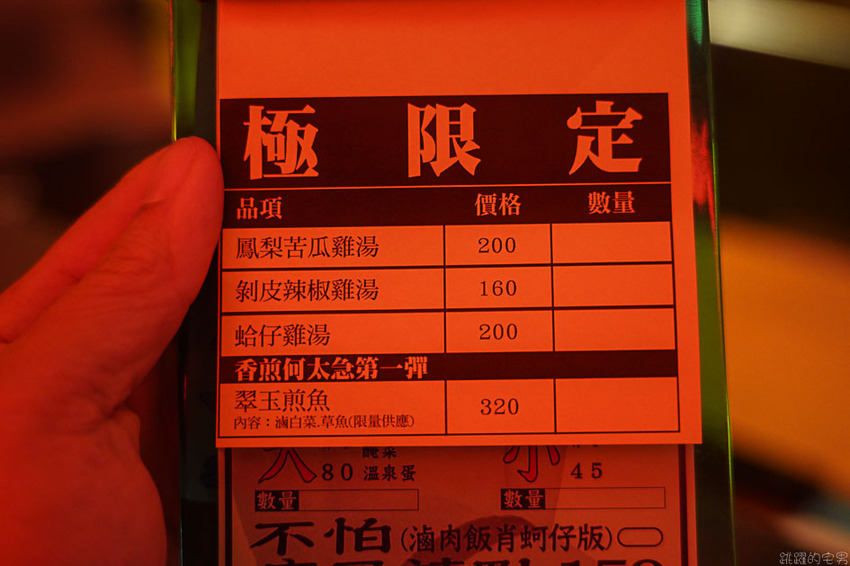 極限定
品項 價格 數量
鳳梨苦瓜雞湯 200
剝皮辣椒雞湯 160
蛤仔雞湯 200
香煎何太急第一彈
翠玉煎魚 320
內容：滷白菜.草魚(限量供應)
大 小
80 溫泉蛋 45
數量 數量
不怕(滷肉飯肖蚵仔版)
跳躍的宅男